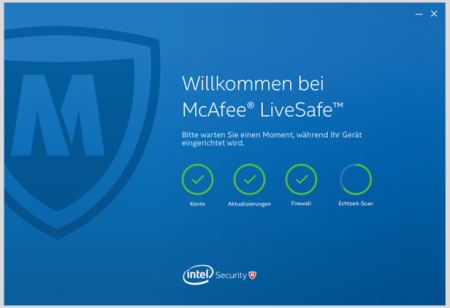 Willkommen bei
McAfee® LiveSafe™
Bitte warten Sie einen Moment, während Ihr Gerät
eingerichtet wird.
Konto Aktualisierungen Firewall Echtzeit-Scan
intel Security